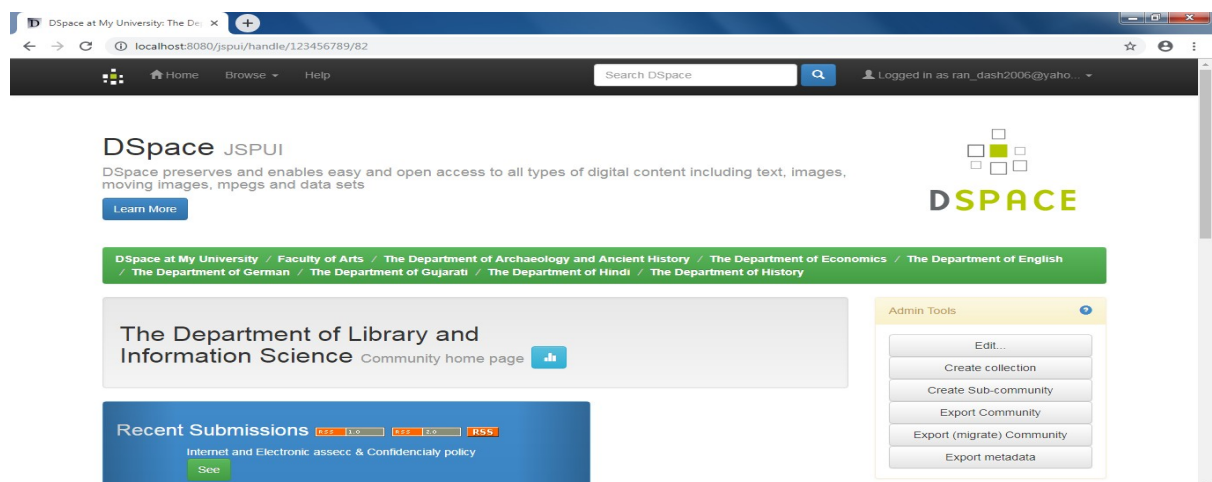 DSpace at My University: The De
localhost:8080/jspui/handle/123456789/82
Home Browse Help Search DSpace Logged in as ran_dash2006@yaho...
DSpace JSPUI
DSpace preserves and enables easy and open access to all types of digital content including text, images,
moving images, mpegs and data sets
Learn More
DSPACE
DSpace at My University / Faculty of Arts / The Department of Archaeology and Ancient History / The Department of Economics / The Department of English
/ The Department of German / The Department of Gujarati / The Department of Hindi / The Department of History
The Department of Library and
Information Science Community home page
Admin Tools
Edit...
Create collection
Create Sub-community
Export Community
Export (migrate) Community
Export metadata
Recent Submissions RSS 1.0 RSS 2.0 RSS
Internet and Electronic assecc & Confidencialy policy
See